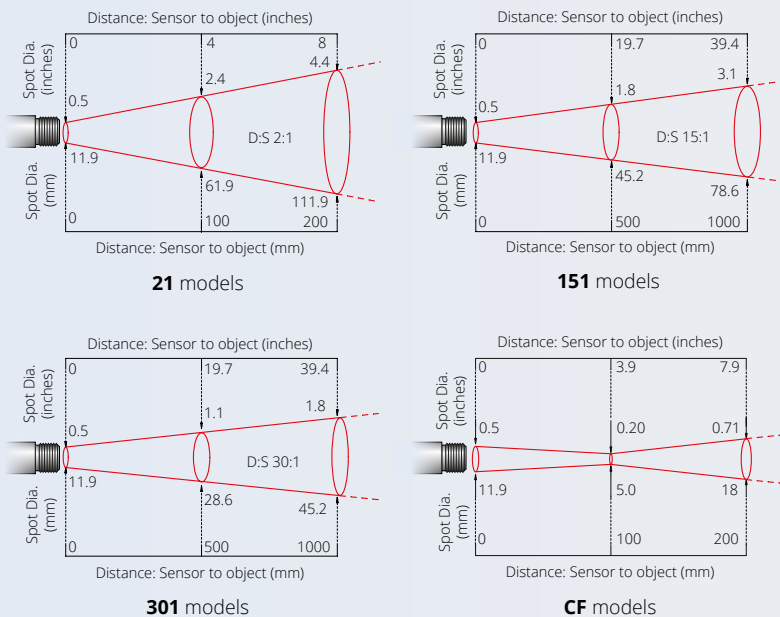 Distance: Sensor to object (inches)
0 4 8
Spot Dia.
(inches)
0.5 2.4 4.4
D:S 2:1
11.9 61.9 111.9
Spot Dia.
(mm)
0 100 200
Distance: Sensor to object (mm)
21 models
Distance: Sensor to object (inches)
0 19.7 39.4
Spot Dia.
(inches)
0.5 1.8 3.1
D:S 15:1
11.9 45.2 78.6
Spot Dia.
(mm)
0 500 1000
Distance: Sensor to object (mm)
151 models
Distance: Sensor to object (inches)
0 19.7 39.4
Spot Dia.
(inches)
0.5 1.1 1.8
D:S 30:1
11.9 28.6 45.2
Spot Dia.
(mm)
0 500 1000
Distance: Sensor to object (mm)
301 models
Distance: Sensor to object (inches)
0 3.9 7.9
Spot Dia.
(inches)
0.5 0.20 0.71
11.9 5.0 18
Spot Dia.
(mm)
0 100 200
Distance: Sensor to object (mm)
CF models